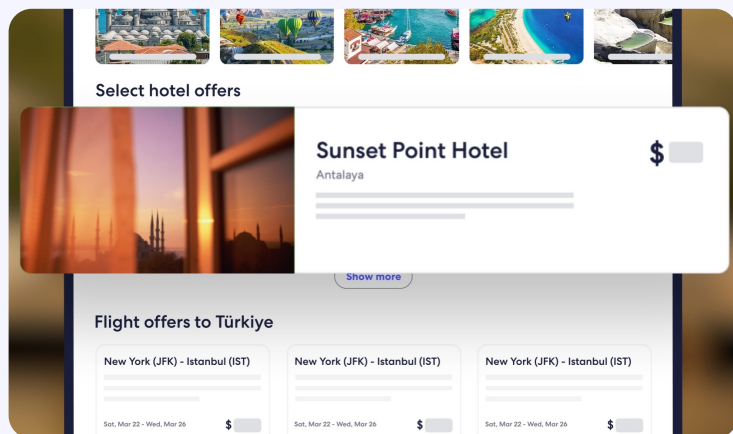 Select hotel offers
Sunset Point Hotel
$
Antalaya
Show more
Flight offers to Türkiye
New York (JFK) - Istanbul (IST)
New York (JFK) - Istanbul (IST)
New York (JFK) - Istanbul (IST)
Sat, Mar 22 - Wed, Mar 26 $
Sat, Mar 22 - Wed, Mar 26 $
Sat, Mar 22 - Wed, Mar 26 $